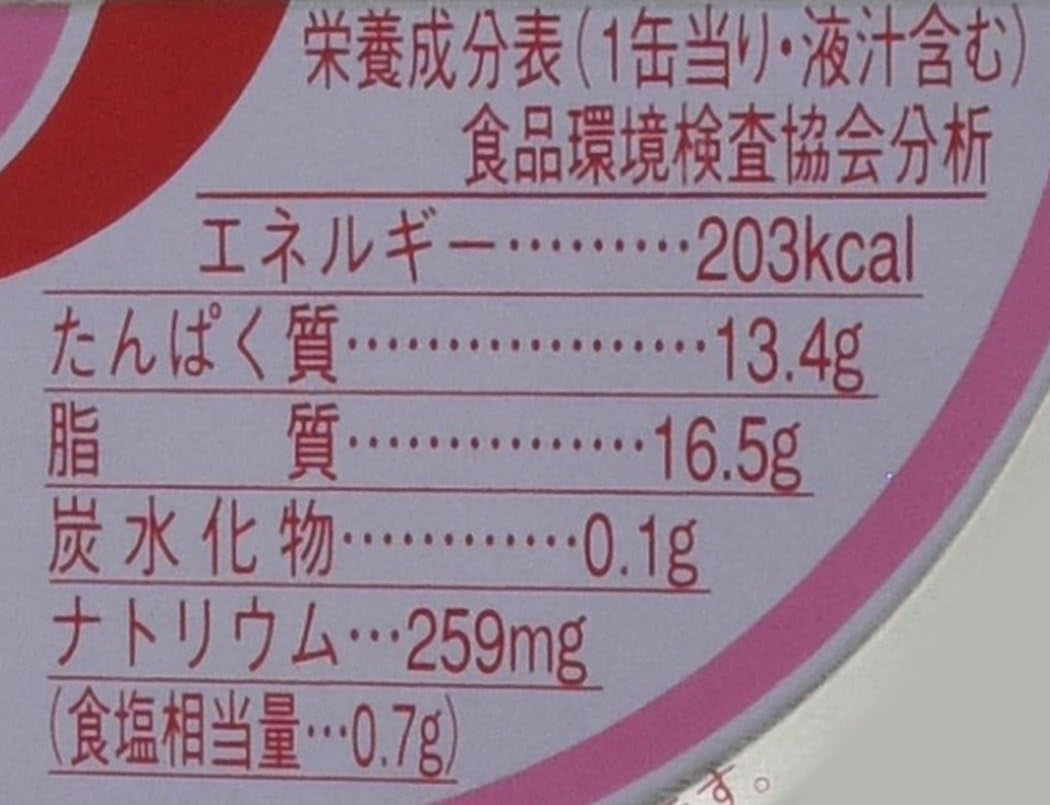 栄養成分表(1缶当り・液汁含む)
食品環境検査協会分析
エネルギー………203kcal
たんぱく質…………………13.4g
脂質………………16.5g
炭水化物…………0.1g
ナトリウム…259mg
(食塩相当量…0.7g)
す。